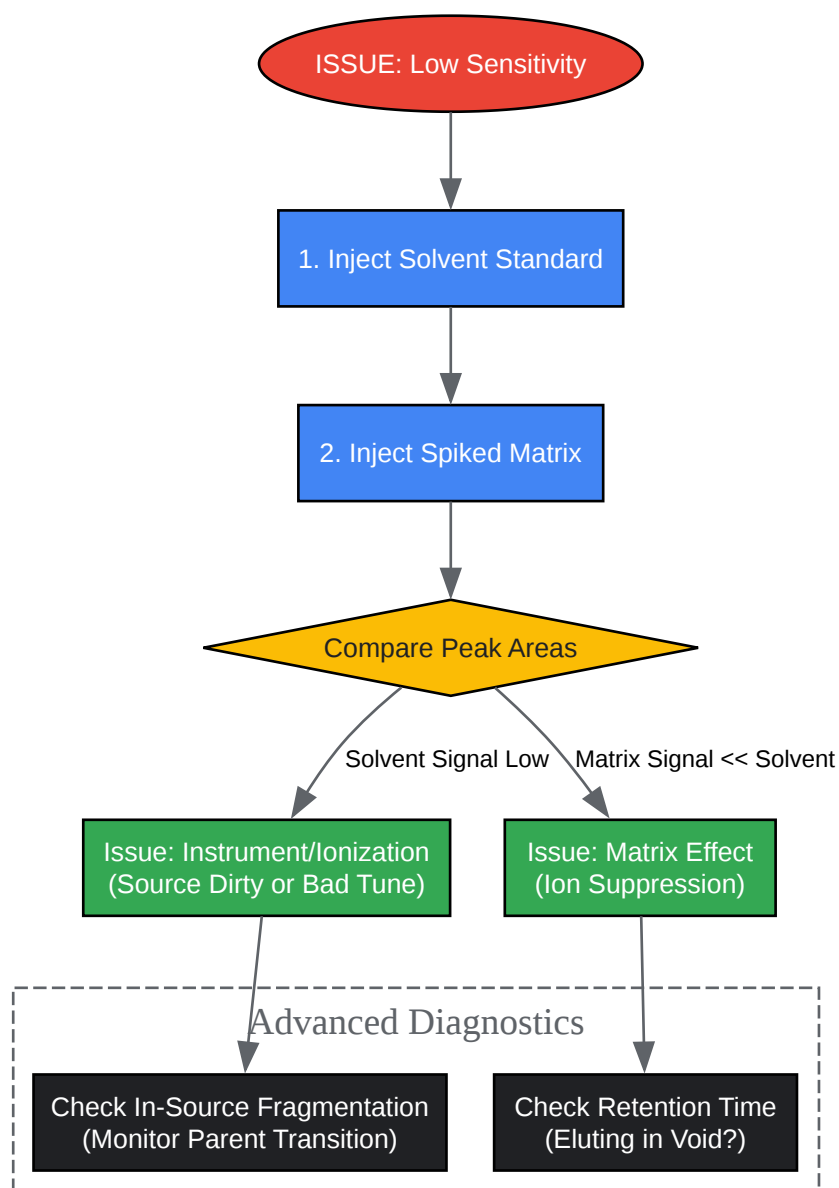 ISSUE: Low Sensitivity
1. Inject Solvent Standard
2. Inject Spiked Matrix
Compare Peak Areas
Solvent Signal Low
Matrix Signal << Solvent
Issue: Instrument/Ionization
(Source Dirty or Bad Tune)
Issue: Matrix Effect
(Ion Suppression)
Advanced Diagnostics
Check In-Source Fragmentation
(Monitor Parent Transition)
Check Retention Time
(Eluting in Void?)